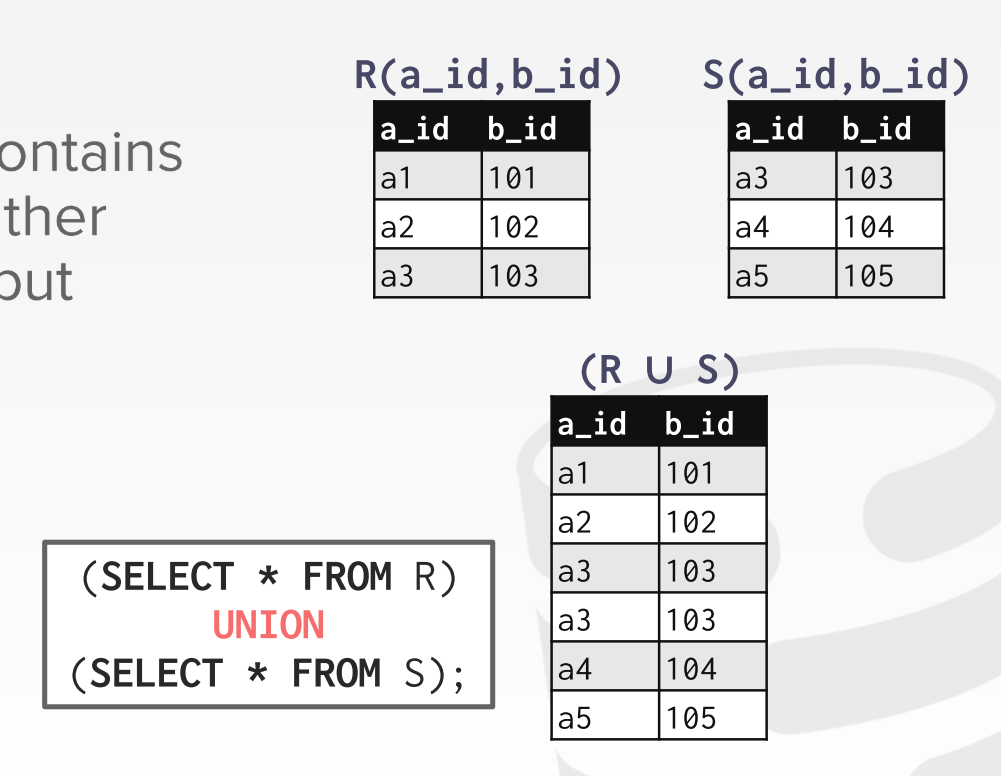 ontains
ther
put
R(a_id,b_id)
a_id b_id
a1 101
a2 102
a3 103
S(a_id,b_id)
a_id b_id
a3 103
a4 104
a5 105
(R ∪ S)
a_id b_id
a1 101
a2 102
a3 103
a3 103
a4 104
a5 105
(SELECT * FROM R)
UNION
(SELECT * FROM S);